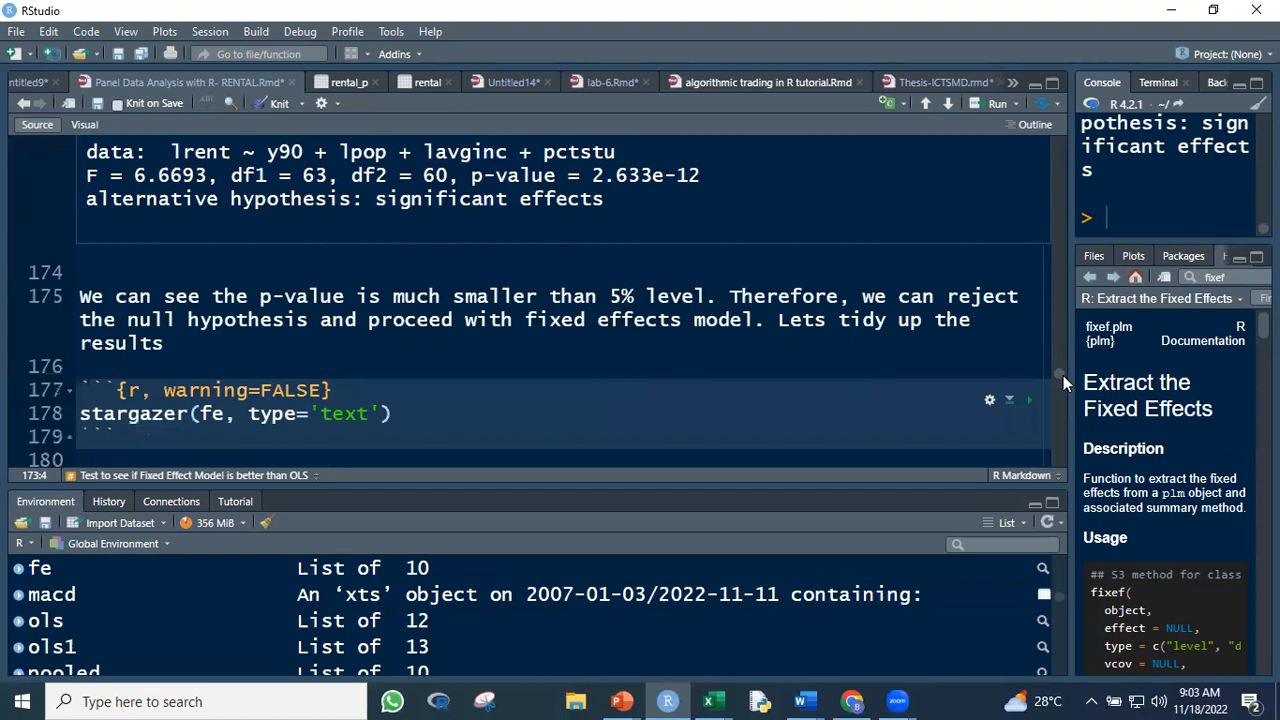 RStudio
File Edit Code View Plots Session Build Debug Profile Tools Help
Go to file/function Addins Project: (None)
ntitled9* Panel Data Analysis with R- RENTAL.Rmd* rental_p rental Untitled14* lab-6.Rmd* algorithmic trading in R tutorial.Rmd Thesis-ICTSMD.rmd*
Knit on Save Knit Run
Source Visual Outline
data: lrent ~ y90 + lpop + lavginc + pctstu
F = 6.6693, df1 = 63, df2 = 60, p-value = 2.633e-12
alternative hypothesis: significant effects
174
175 We can see the p-value is much smaller than 5% level. Therefore, we can reject
the null hypothesis and proceed with fixed effects model. Lets tidy up the
results
176
177 ```{r, warning=FALSE}
178 stargazer(fe, type='text')
179 ```
180
173:4 Test to see if Fixed Effect Model is better than OLS R Markdown
Environment History Connections Tutorial
Import Dataset 356 MiB List
R Global Environment
fe List of 10
macd An ‘xts’ object on 2007-01-03/2022-11-11 containing:
ols List of 12
ols1 List of 13
pooled List of 10
Console Terminal Bac
R 4.2.1 · ~/
pothesis: sign
ificant effect
s
>
Files Plots Packages
fixef
R: Extract the Fixed Effects Fin
fixef.plm R
{plm} Documentation
Extract the
Fixed Effects
Description
Function to extract the fixed
effects from a plm object and
associated summary method.
Usage
## S3 method for class
fixef(
object,
effect = NULL,
type = c("level", "d
vcov = NULL,
Type here to search
28°C
9:03 AM
11/18/2022
2